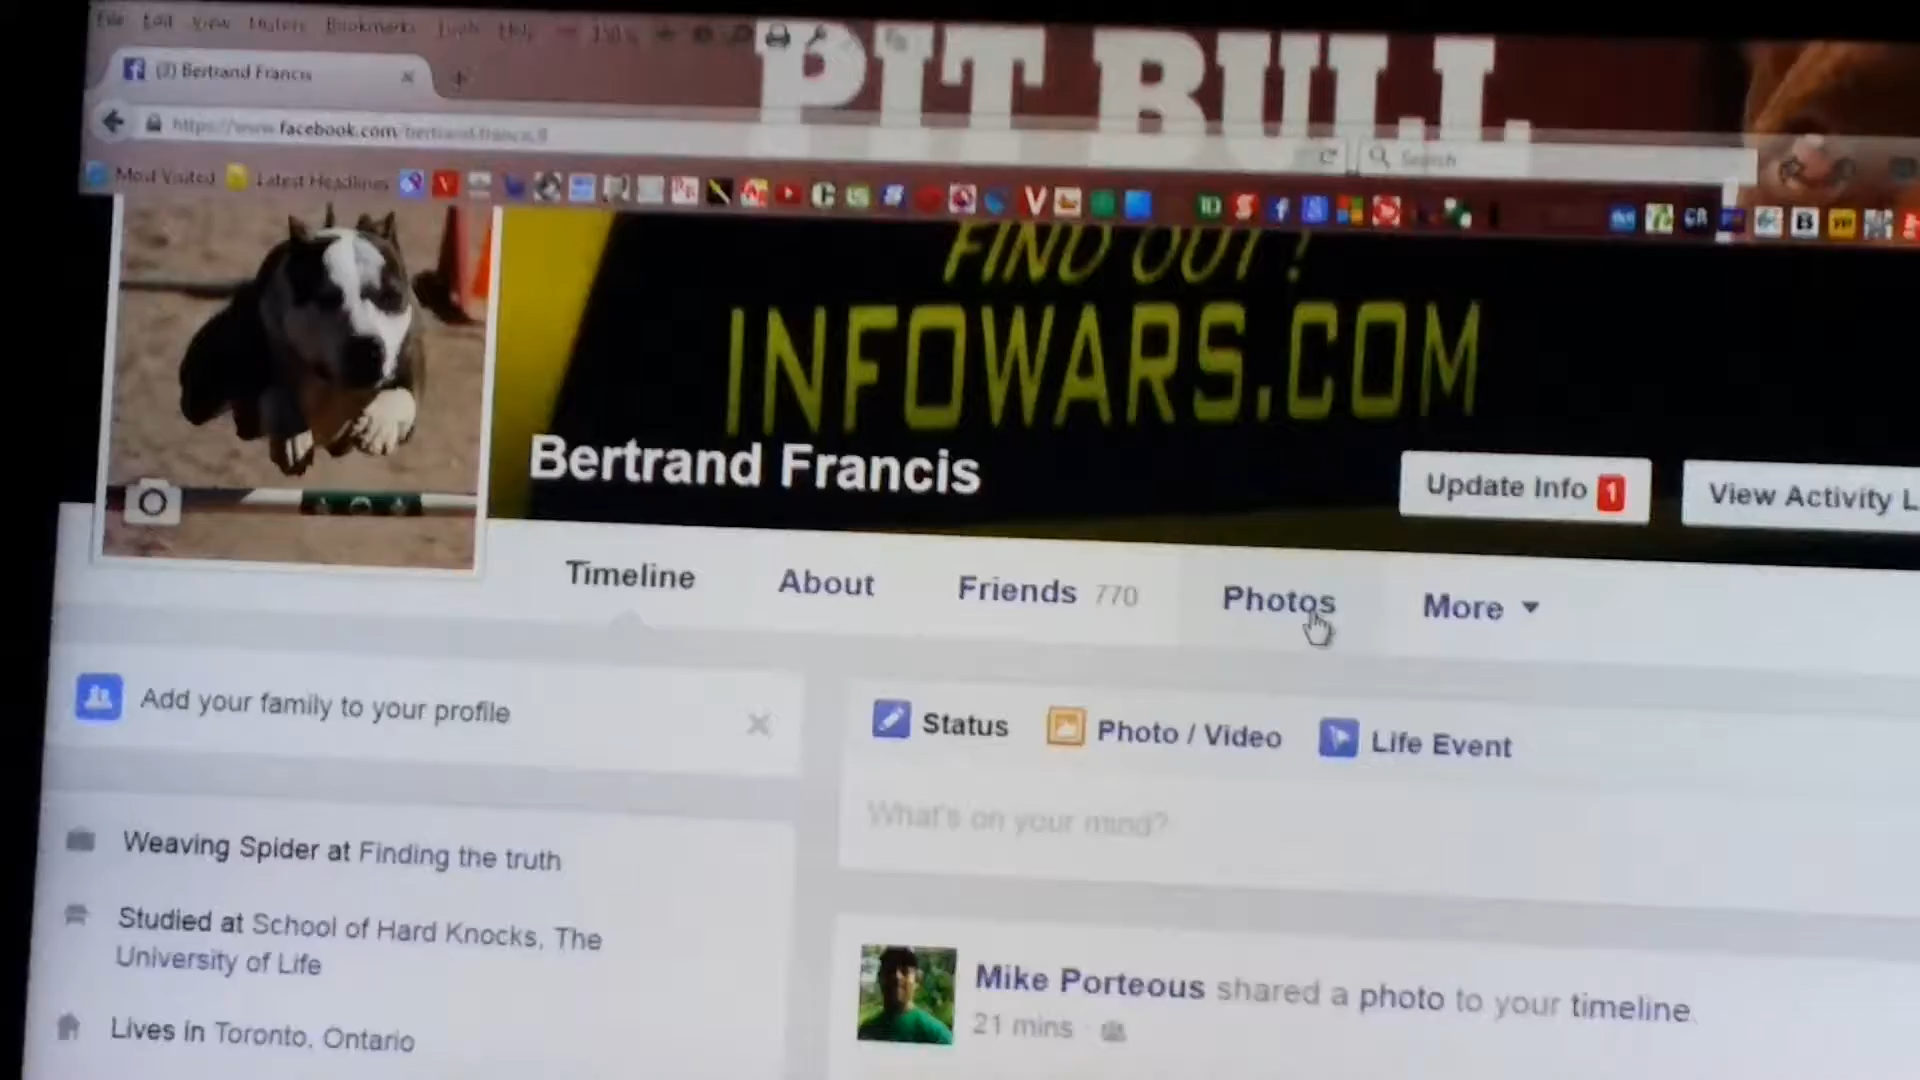 File Edit View History Bookmarks Tools Help
PIT BULL
(3) Bertrand Francis
https://www.facebook.com/bertrand.francis.9
Search
Most Visited
Latest Headlines
FIND OUT!
INFOWARS.COM
Bertrand Francis
Update Info 1
View Activity L
Timeline
About
Friends 770
Photos
More
Add your family to your profile
Status
Photo / Video
Life Event
What's on your mind?
Weaving Spider at Finding the truth
Studied at School of Hard Knocks, The
University of Life
Lives in Toronto, Ontario
Mike Porteous shared a photo to your timeline.
21 mins